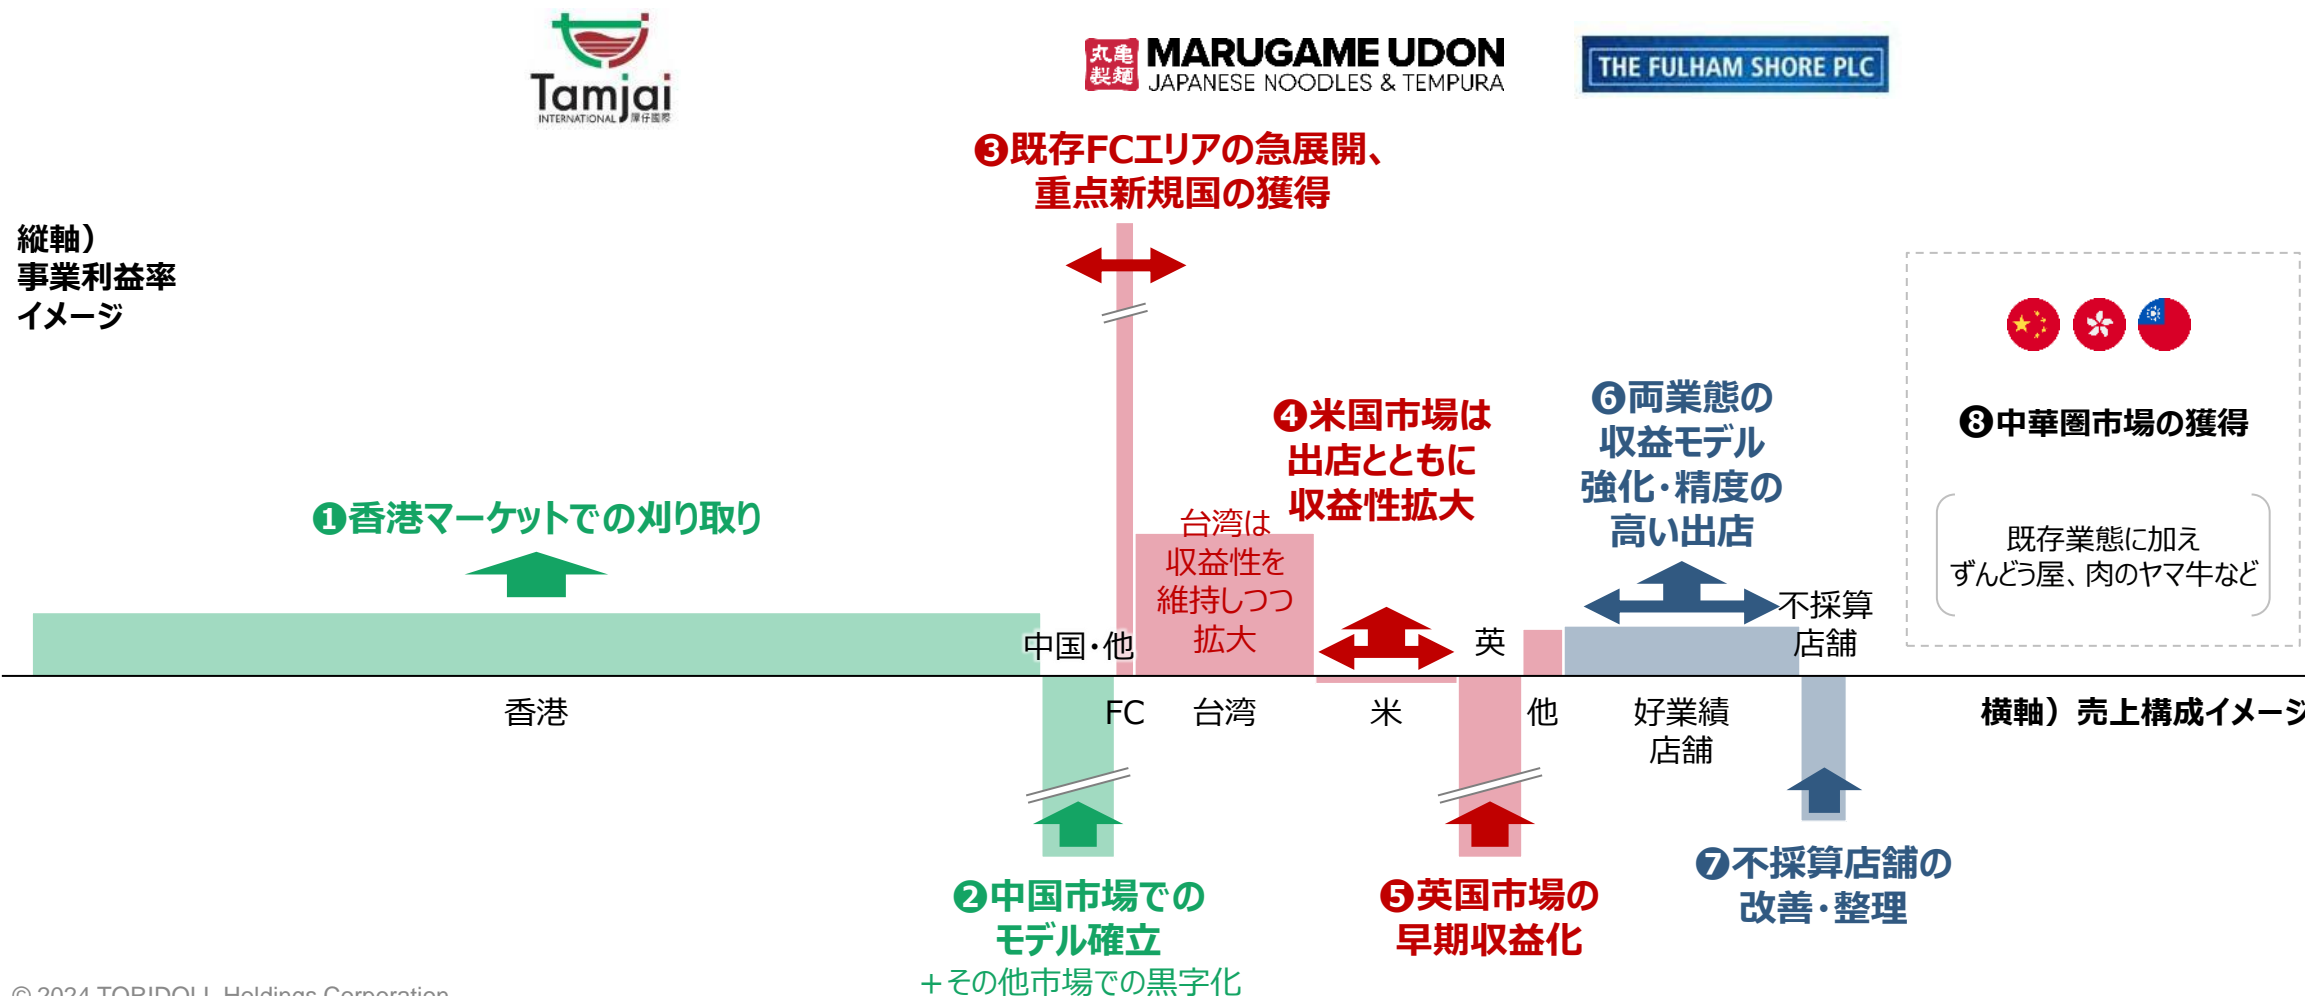 Tamjai
INTERNATIONAL 譚仔國際
丸亀
製麺
MARUGAME UDON
JAPANESE NOODLES & TEMPURA
THE FULHAM SHORE PLC
❸既存FCエリアの急展開、
重点新規国の獲得
縦軸）
事業利益率
イメージ
❹米国市場は
出店とともに
収益性拡大
❻両業態の
収益モデル
強化・精度の
高い出店
❽中華圏市場の獲得
既存業態に加え
ずんどう屋、肉のヤマ牛など
❶香港マーケットでの刈り取り
台湾は
収益性を
維持しつつ
拡大
中国・他
英
不採算
店舗
香港
FC
台湾
米
他
好業績
店舗
横軸）売上構成イメージ
❷中国市場での
モデル確立
＋その他市場での黒字化
❺英国市場の
早期収益化
❼不採算店舗の
改善・整理
© 2024 TORIDOLL Holdings Corporation